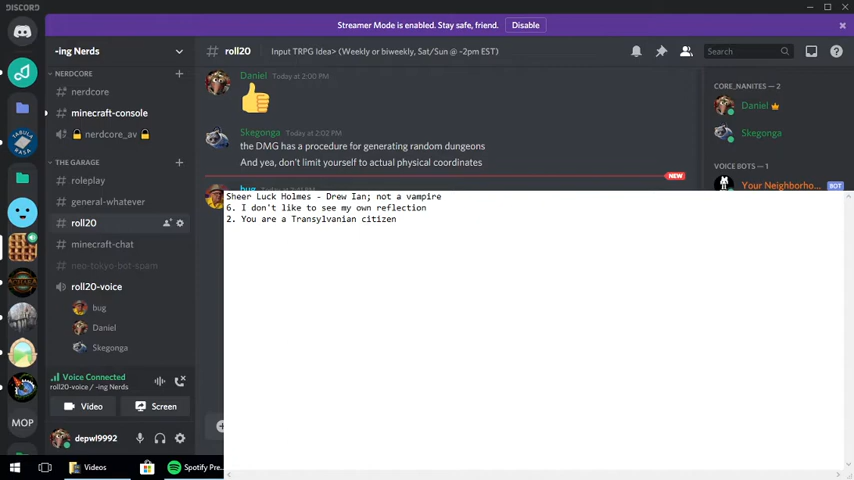 DISCORD
Streamer Mode is enabled. Stay safe, friend.
Disable
-ing Nerds
# roll20
Input TRPG Idea> (Weekly or biweekly, Sat/Sun @ ~2pm EST)
Search
NERDCORE
# nerdcore
# minecraft-console
nerdcore_av
THE GARAGE
# roleplay
# general-whatever
# roll20
# minecraft-chat
# neo-tokyo-bot-spam
roll20-voice
bug
Daniel
Skegonga
Voice Connected
roll20-voice / -ing Nerds
Video
Screen
depwl9992
TABULA RASA
MOP
Daniel Today at 2:00 PM
Skegonga Today at 2:02 PM
the DMG has a procedure for generating random dungeons
And yea, don't limit yourself to actual physical coordinates
NEW
bug
CORE_NANITES — 2
Daniel
Skegonga
VOICE BOTS — 1
Your Neighborho...
BOT
Sheer Luck Holmes - Drew Ian; not a vampire
6. I don't like to see my own reflection
2. You are a Transylvanian citizen
Videos
Spotify Pre...